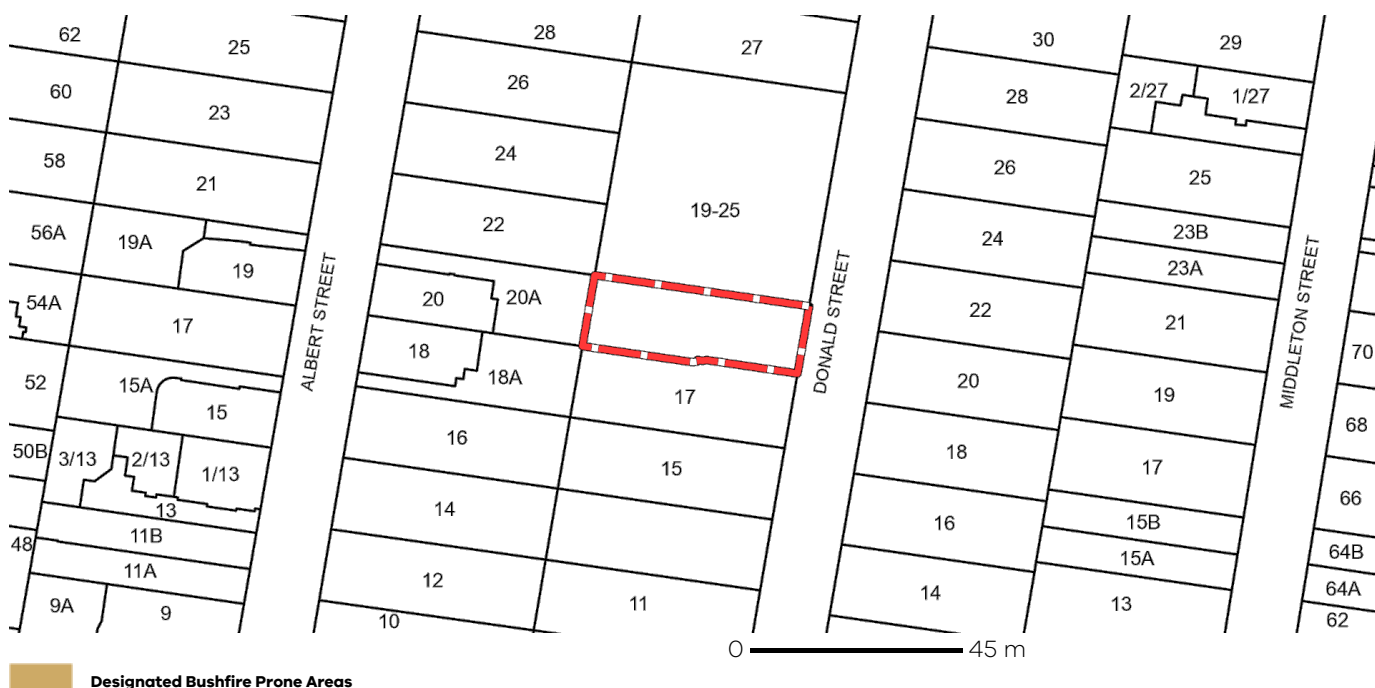 62
25
28
27
30
29
60
23
26
28
2/27
1/27
58
21
24
26
25
19-25
56A
19A
22
24
23B
19
23A
54A
17
20
20A
22
21
ALBERT STREET
DONALD STREET
MIDDLETON STREET
52
15A
15
18
18A
17
20
19
70
68
50B
3/13
2/13
1/13
16
15
18
17
66
13
14
16
15B
48
11B
15A
64B
11A
12
14
64A
9A
9
10
11
13
62
0
45 m
Designated Bushfire Prone Areas